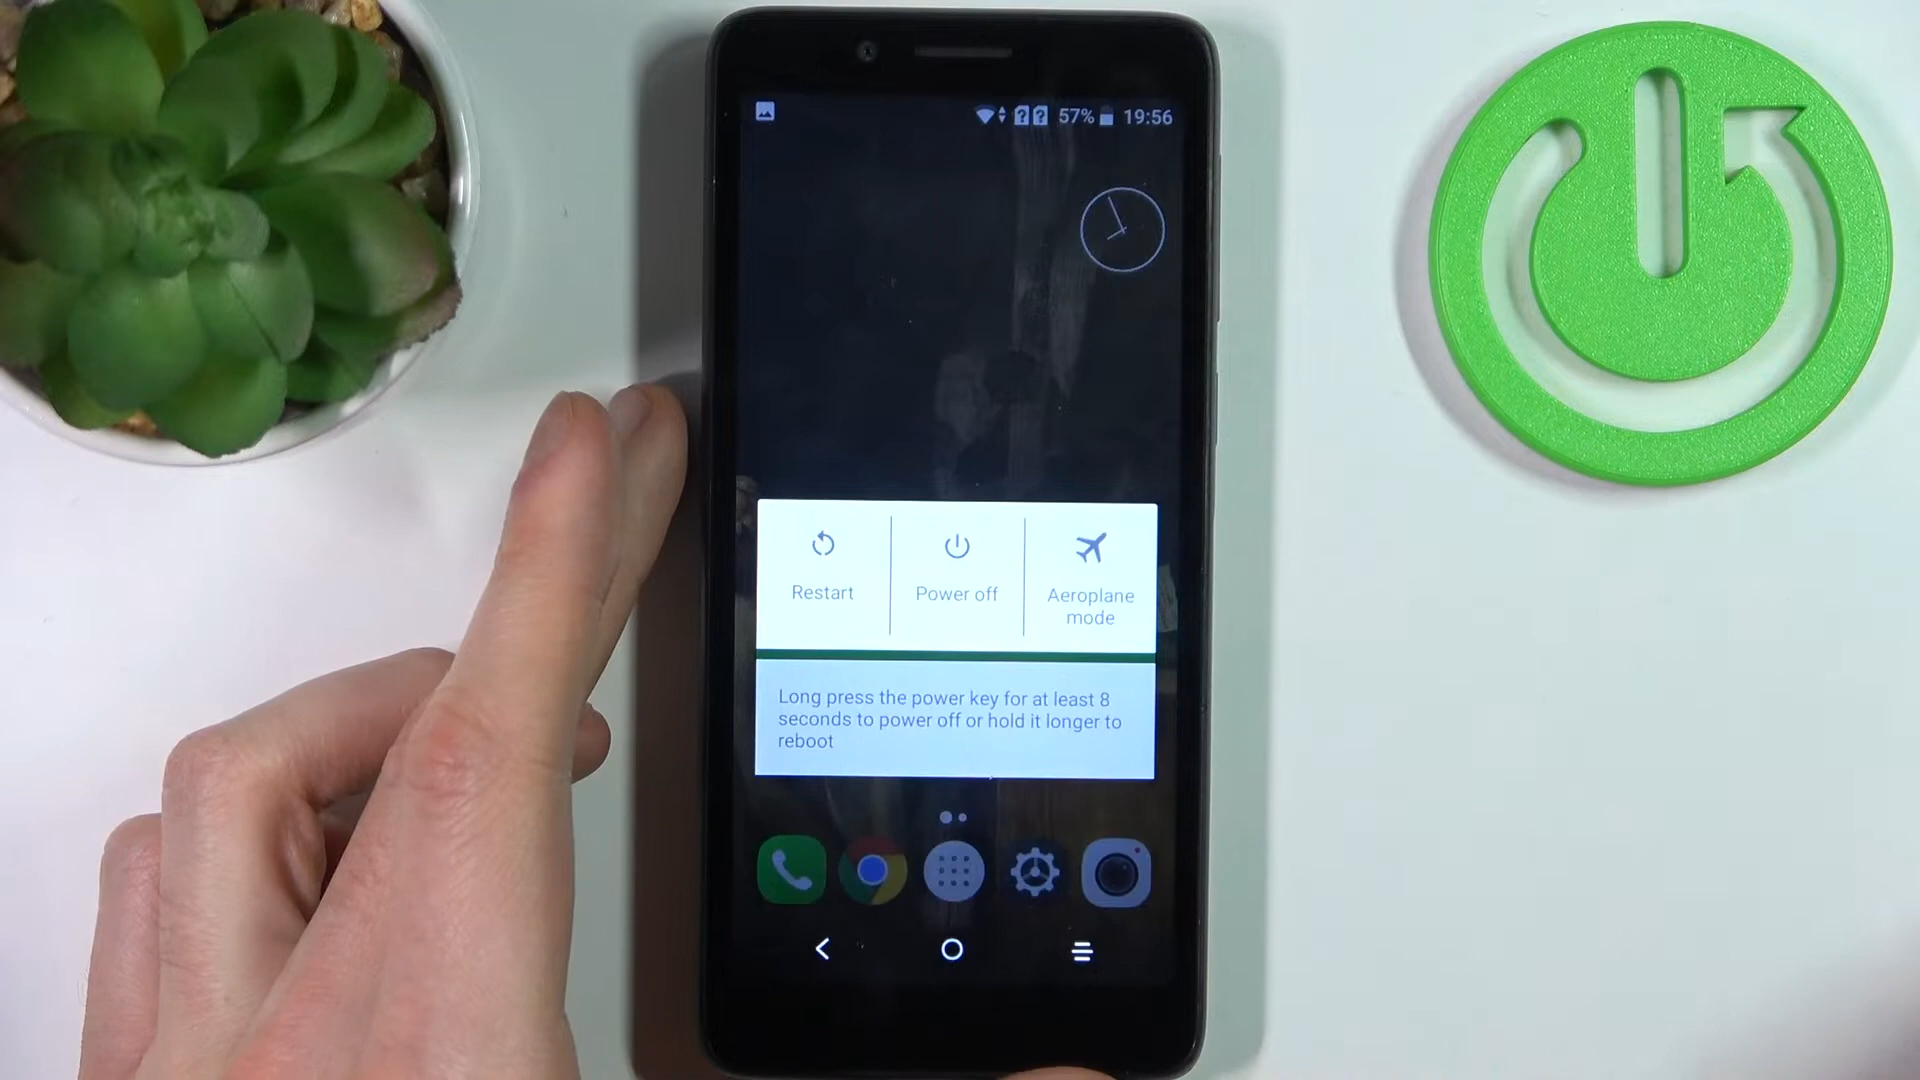 57% 19:56
Restart
Power off
Aeroplane
mode
Long press the power key for at least 8
seconds to power off or hold it longer to
reboot